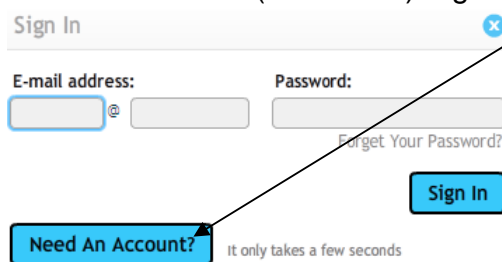 Sign In
E-mail address: Password:
@
Forget Your Password?
Sign In
Need An Account? It only takes a few seconds